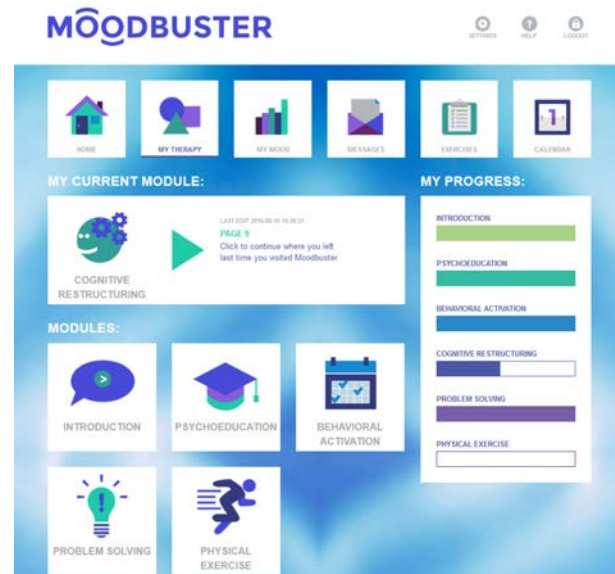 MOODBUSTER
SETTINGS
HELP
LOGOUT
HOME
MY THERAPY
MY MOOD
MESSAGES
EXERCISES
CALENDAR
1
MY CURRENT MODULE:
COGNITIVE
RESTRUCTURING
PAGE 9
Click to continue where you left
last time you visited Moodbuster
MODULES:
INTRODUCTION
PSYCHOEDUCATION
BEHAVIORAL
ACTIVATION
PROBLEM SOLVING
PHYSICAL
EXERCISE
MY PROGRESS:
INTRODUCTION
PSYCHOEDUCATION
BEHAVIORAL ACTIVATION
COGNITIVE RESTRUCTURING
PROBLEM SOLVING
PHYSICAL EXERCISE